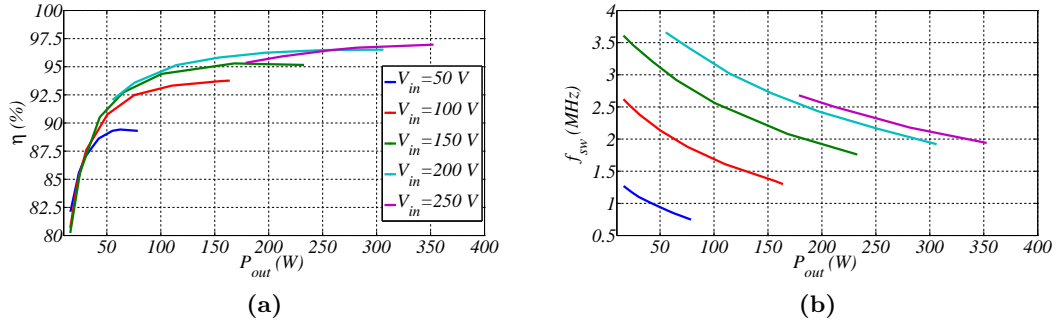 100
97.5
95
92.5
90
87.5
85
82.5
80
η (%)
50 100 150 200 250 300 350 400
P_out (W)
V_in=50 V
V_in=100 V
V_in=150 V
V_in=200 V
V_in=250 V
(a)
4
3.5
3
2.5
2
1.5
1
0.5
f_sw (MHz)
50 100 150 200 250 300 350 400
P_out (W)
(b)